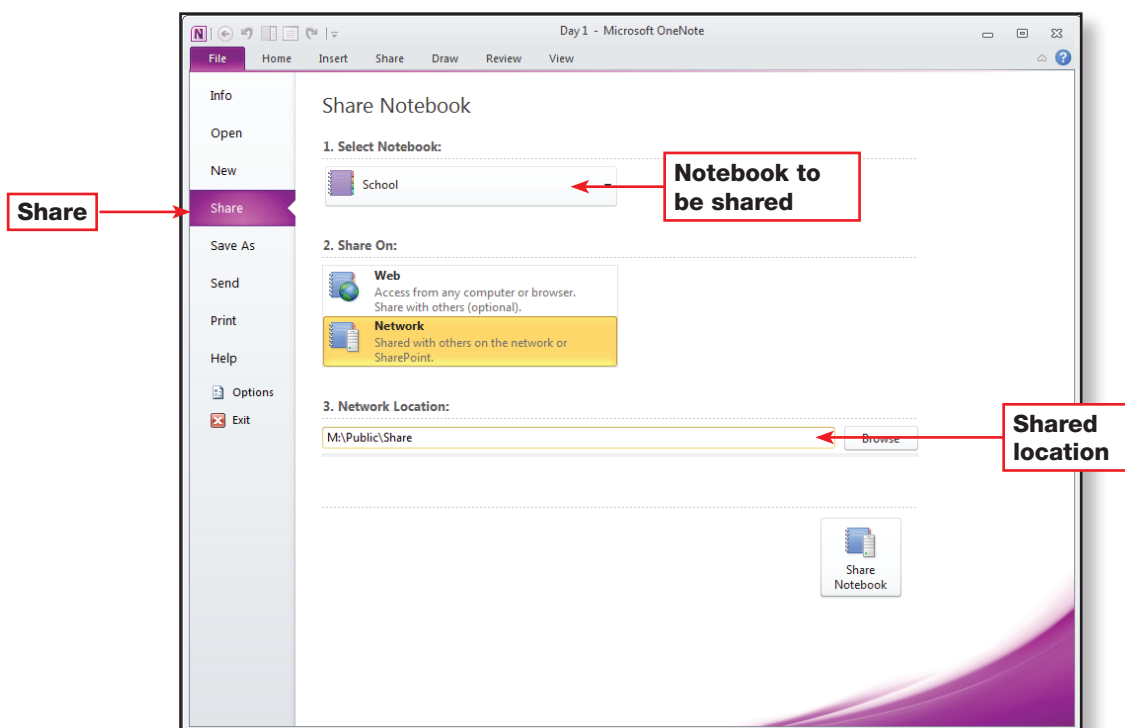 Day 1 - Microsoft OneNote
File Home Insert Share Draw Review View
Info
Open
New
Share
Save As
Send
Print
Help
Options
Exit
Share
Share Notebook
1. Select Notebook:
School
Notebook to
be shared
2. Share On:
Web
Access from any computer or browser.
Share with others (optional).
Network
Shared with others on the network or
SharePoint.
3. Network Location:
M:\Public\Share
Browse
Shared
location
Share
Notebook